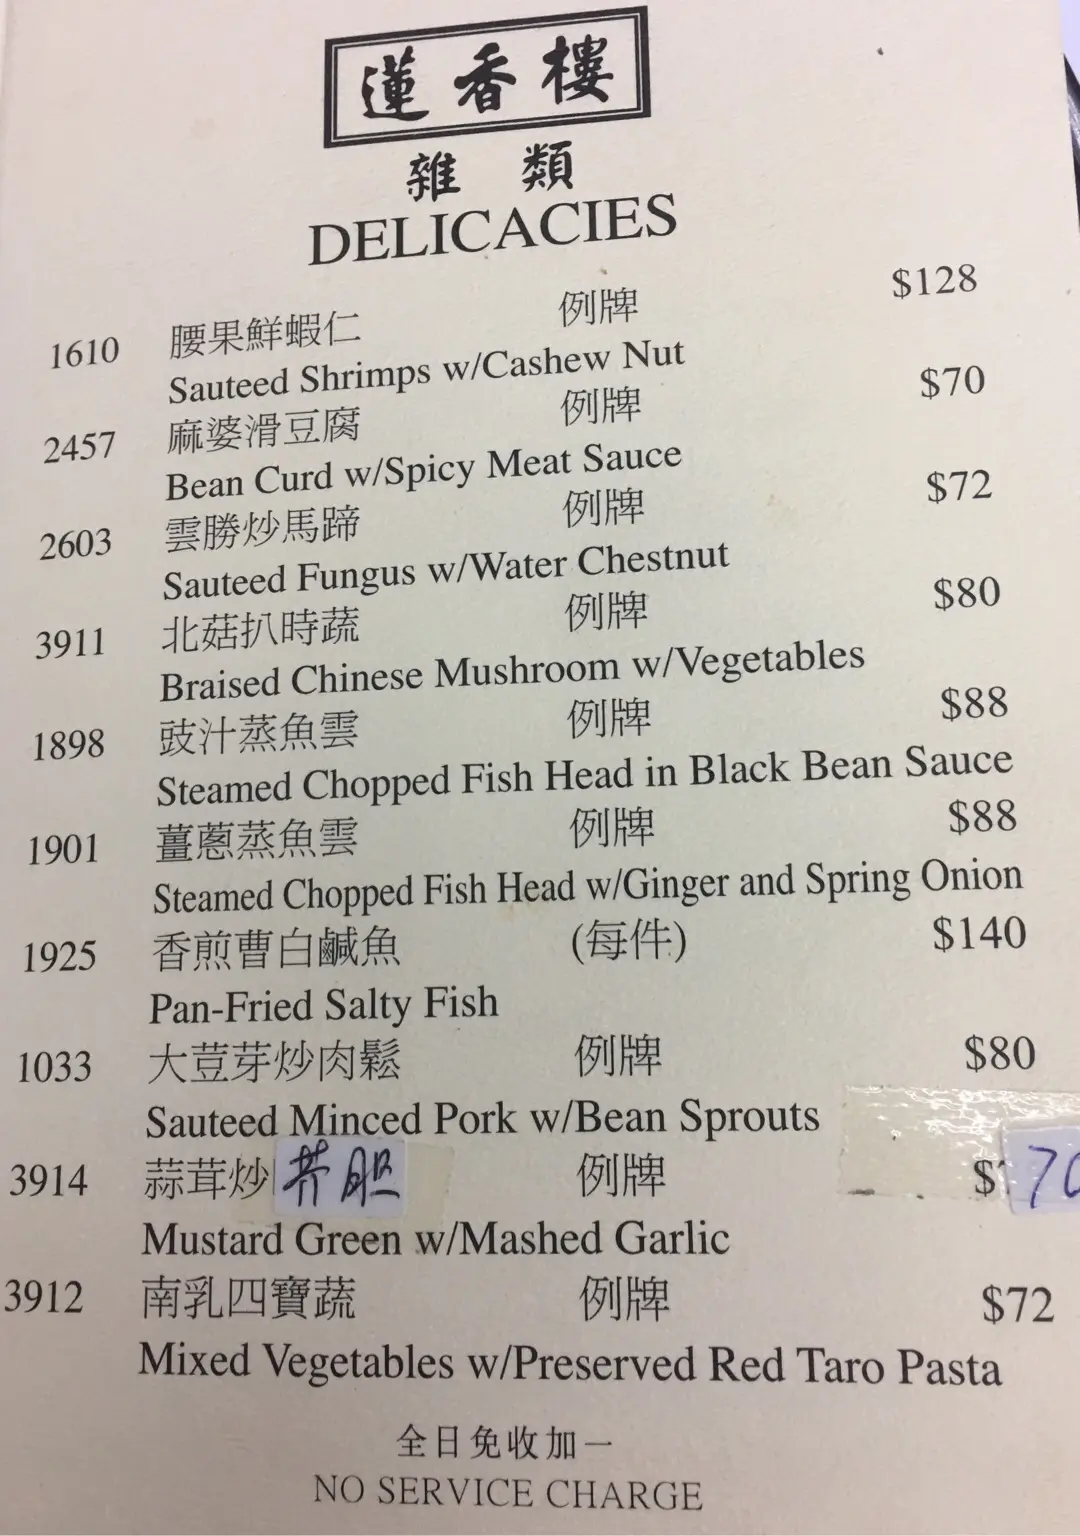 蓮香樓
雜類
DELICACIES
1610 腰果鮮蝦仁 例牌 $128
Sauteed Shrimps w/Cashew Nut
2457 麻婆滑豆腐 例牌 $70
Bean Curd w/Spicy Meat Sauce
2603 雲勝炒馬蹄 例牌 $72
Sauteed Fungus w/Water Chestnut
3911 北菇扒時蔬 例牌 $80
Braised Chinese Mushroom w/Vegetables
1898 豉汁蒸魚雲 例牌 $88
Steamed Chopped Fish Head in Black Bean Sauce
1901 薑蔥蒸魚雲 例牌 $88
Steamed Chopped Fish Head w/Ginger and Spring Onion
1925 香煎曹白鹹魚 (每件) $140
Pan-Fried Salty Fish
1033 大荳芽炒肉鬆 例牌 $80
Sauteed Minced Pork w/Bean Sprouts
3914 蒜茸炒芥胆 例牌 $70
Mustard Green w/Mashed Garlic
3912 南乳四寶蔬 例牌 $72
Mixed Vegetables w/Preserved Red Taro Pasta
全日免收加一
NO SERVICE CHARGE